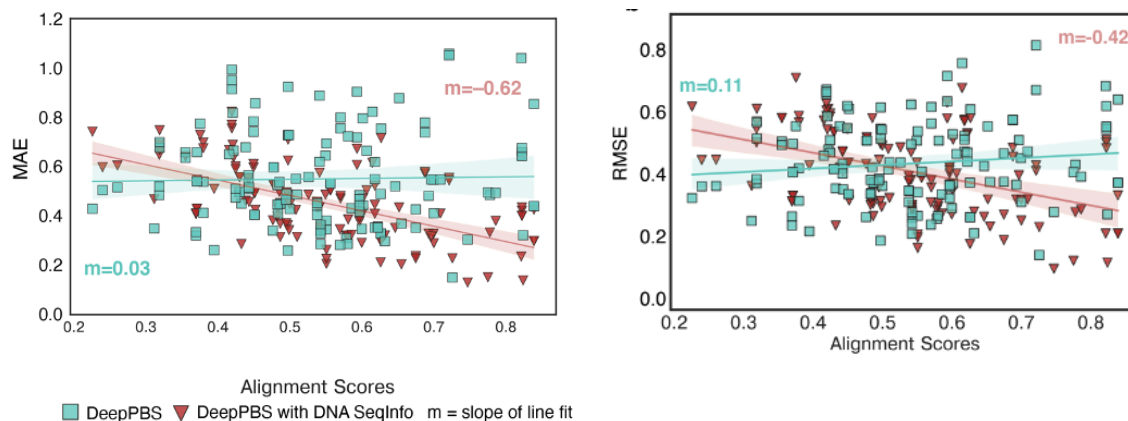 1.2
1.0
0.8
0.6
0.4
0.2
0.0
MAE
m=−0.62
m=0.03
0.2 0.3 0.4 0.5 0.6 0.7 0.8
Alignment Scores
0.8
0.6
0.4
0.2
0.0
RMSE
m=-0.42
m=0.11
0.2 0.3 0.4 0.5 0.6 0.7 0.8
Alignment Scores
DeepPBS DeepPBS with DNA SeqInfo m = slope of line fit